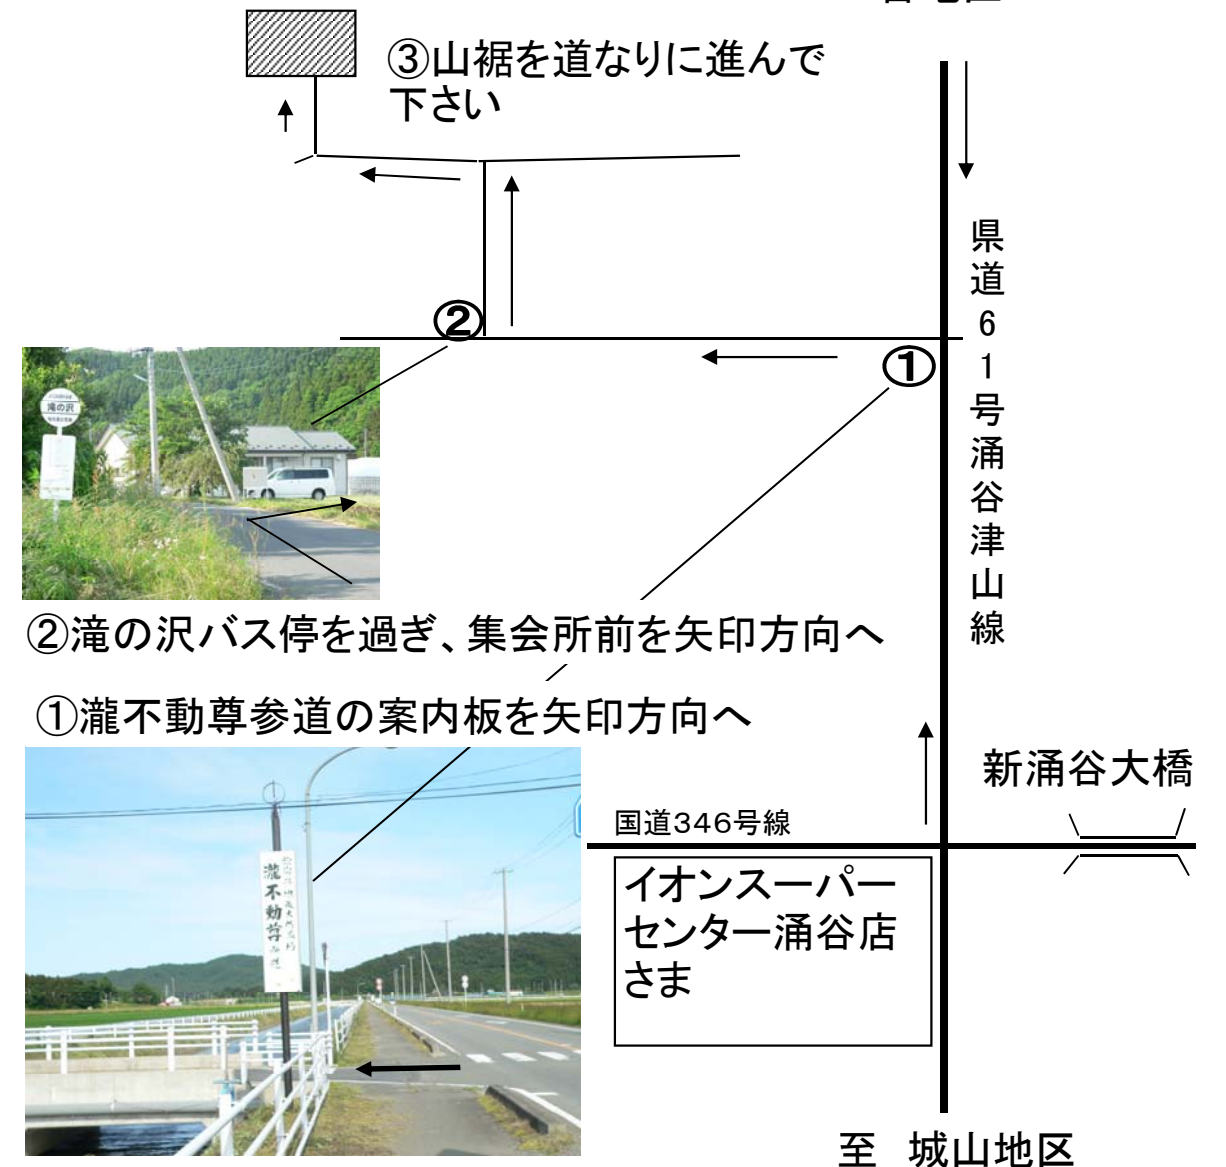 ③山裾を道なりに進んで
下さい
県道61号涌谷津山線
②
①
滝の沢
②滝の沢バス停を過ぎ、集会所前を矢印方向へ
①瀧不動尊参道の案内板を矢印方向へ
瀧不動尊
新涌谷大橋
国道346号線
イオンスーパー
センター涌谷店
さま
至 城山地区